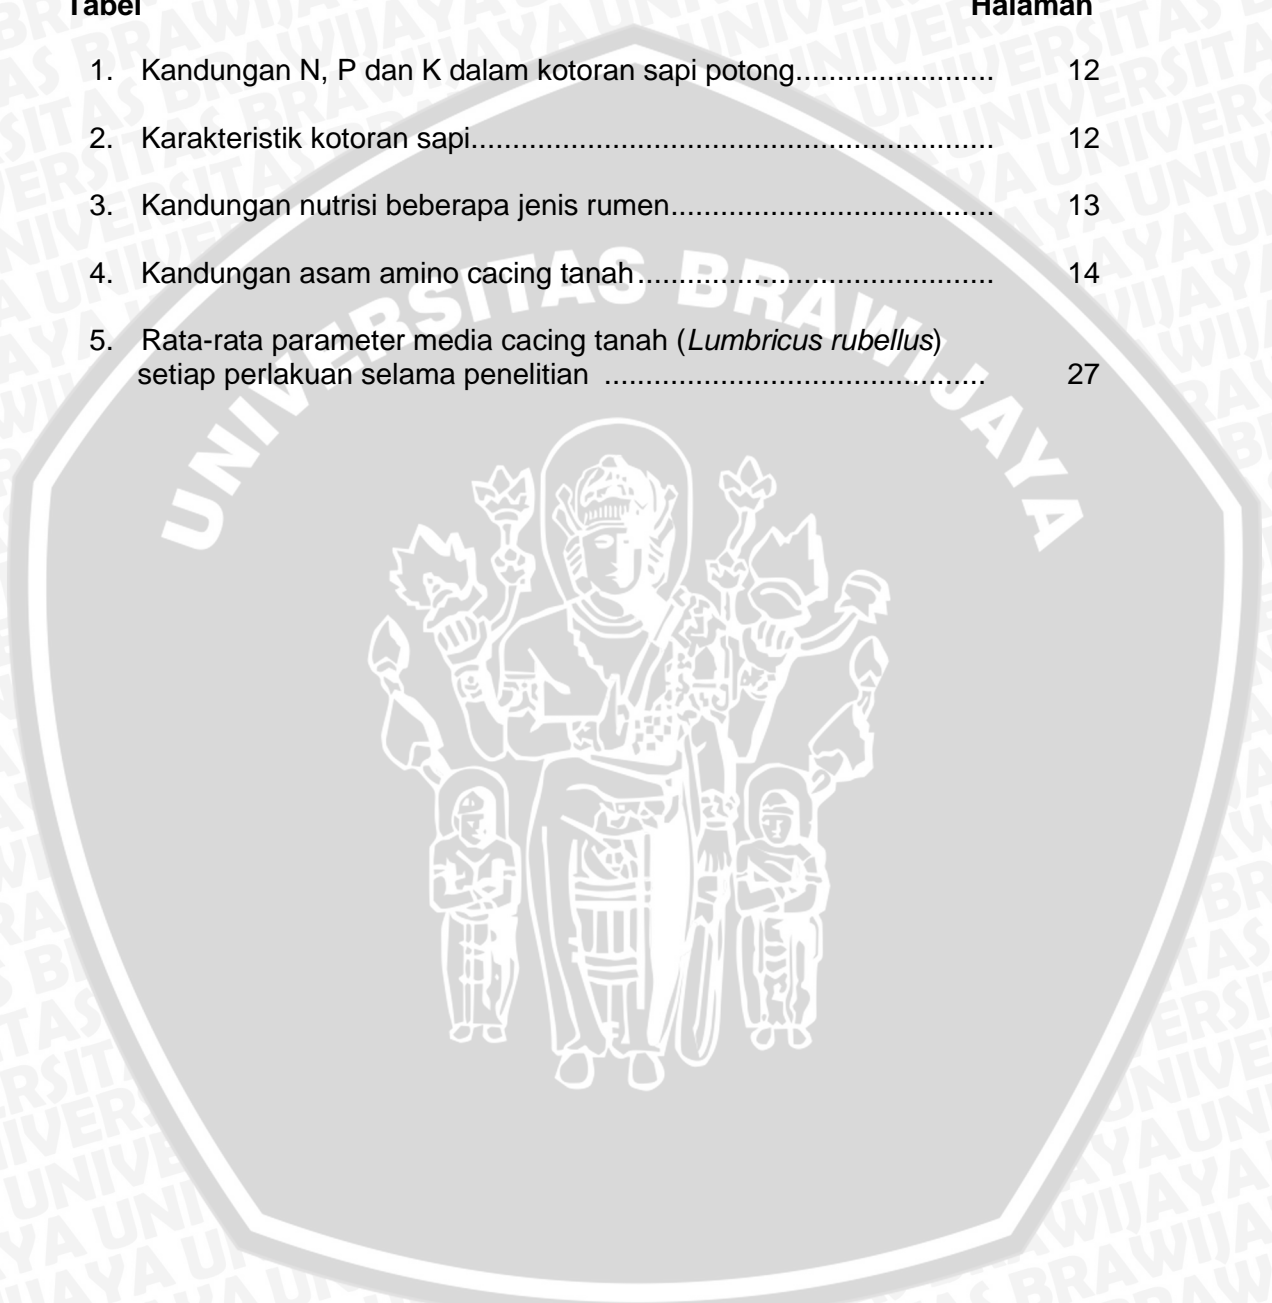 Tabel Halaman
1. Kandungan N, P dan K dalam kotoran sapi potong........................ 12
2. Karakteristik kotoran sapi............................................................... 12
3. Kandungan nutrisi beberapa jenis rumen....................................... 13
4. Kandungan asam amino cacing tanah........................................... 14
5. Rata-rata parameter media cacing tanah (Lumbricus rubellus)
setiap perlakuan selama penelitian .............................................. 27
UNIVERSITAS BRAWIJAYA